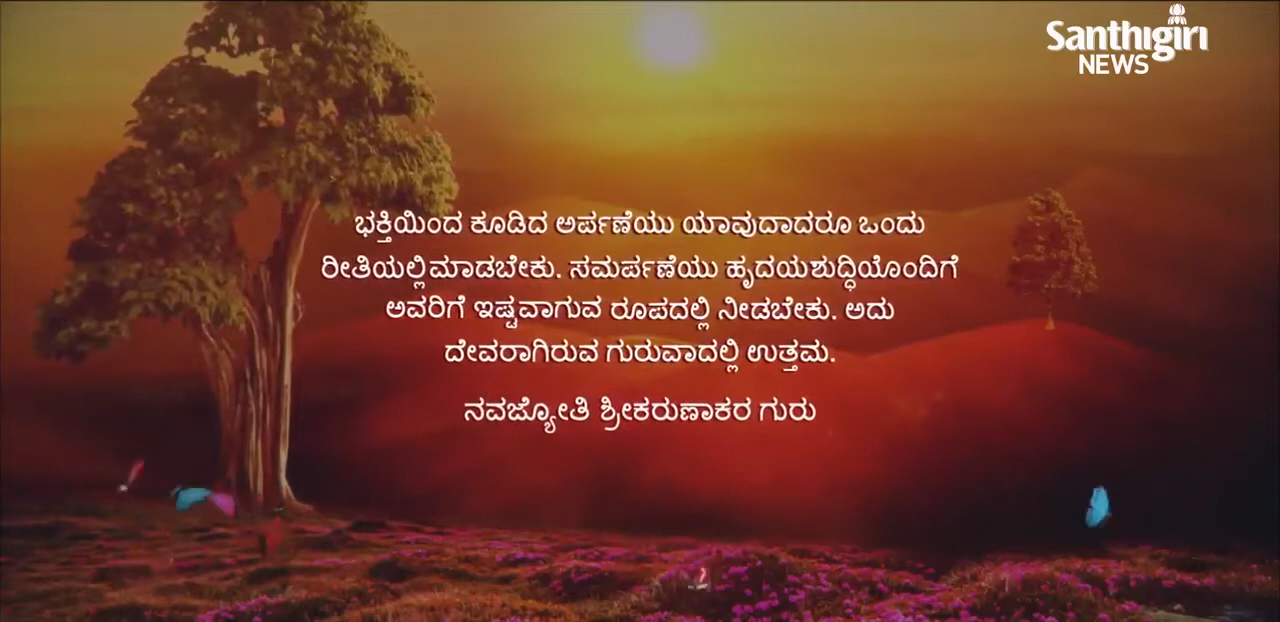 Santhigiri
NEWS
ಭಕ್ತಿಯಿಂದ ಕೂಡಿದ ಅರ್ಪಣೆಯು ಯಾವುದಾದರೂ ಒಂದು
ರೀತಿಯಲ್ಲಿಮಾಡಬೇಕು. ಸಮರ್ಪಣೆಯು ಹೃದಯಶುದ್ಧಿಯೊಂದಿಗೆ
ಅವರಿಗೆ ಇಷ್ಟವಾಗುವ ರೂಪದಲ್ಲಿ ನೀಡಬೇಕು. ಅದು
ದೇವರಾಗಿರುವ ಗುರುವಾದಲ್ಲಿ ಉತ್ತಮ.
ನವಜ್ಯೋತಿ ಶ್ರೀಕರುಣಾಕರ ಗುರು